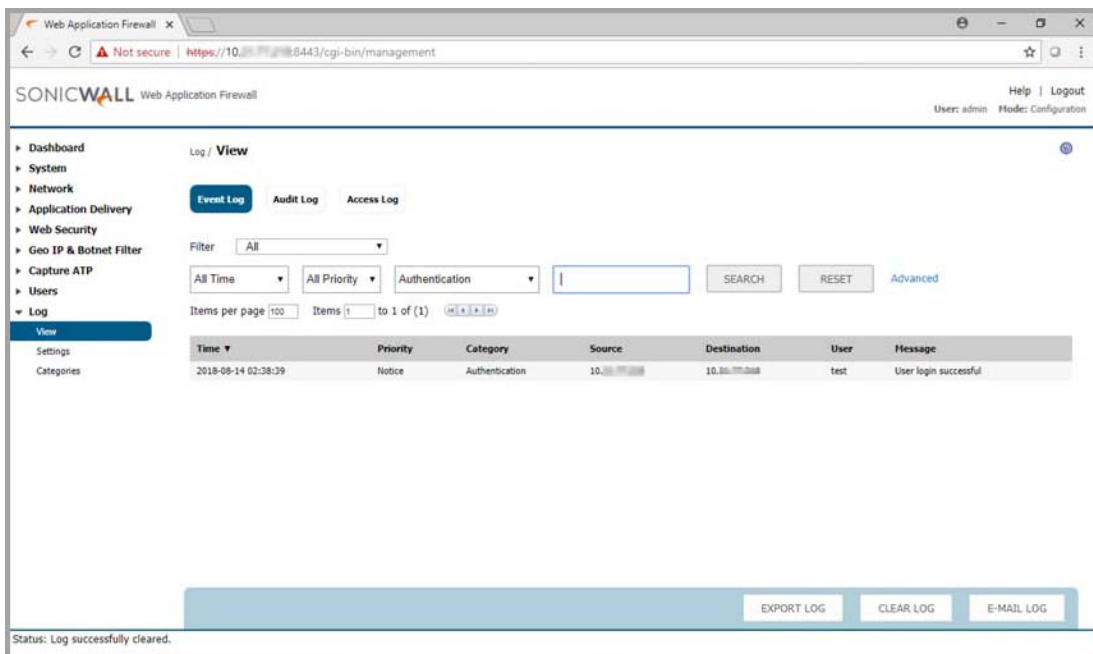 Web Application Firewall
Not secure | https://10. :8443/cgi-bin/management
SONICWALL Web Application Firewall
Help | Logout
User: admin Mode: Configuration
Dashboard
System
Network
Application Delivery
Web Security
Geo IP & Botnet Filter
Capture ATP
Users
Log
View
Settings
Categories
Log / View
Event Log Audit Log Access Log
Filter All
All Time All Priority Authentication SEARCH RESET Advanced
Items per page 100 Items 1 to 1 of (1)
Time ▼ Priority Category Source Destination User Message
2018-08-14 02:38:39 Notice Authentication 10. 10. test User login successful
EXPORT LOG CLEAR LOG E-MAIL LOG
Status: Log successfully cleared.